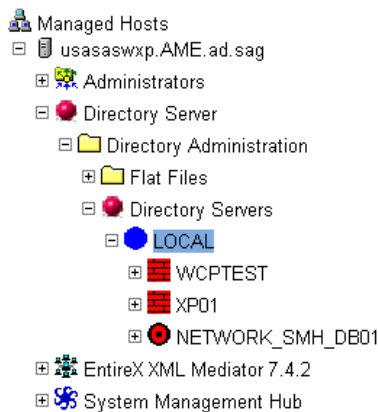 Managed Hosts
usasaswxp.AME.ad.sag
Administrators
Directory Server
Directory Administration
Flat Files
Directory Servers
LOCAL
WCPTEST
XP01
NETWORK_SMH_DB01
EntireX XML Mediator 7.4.2
System Management Hub